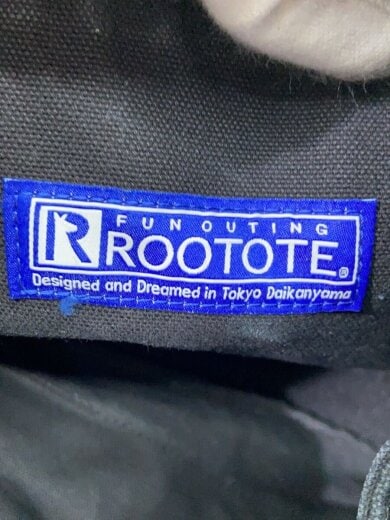 FUN OUTING
R ROOTOTE®
Designed and Dreamed in Tokyo Daikanyama